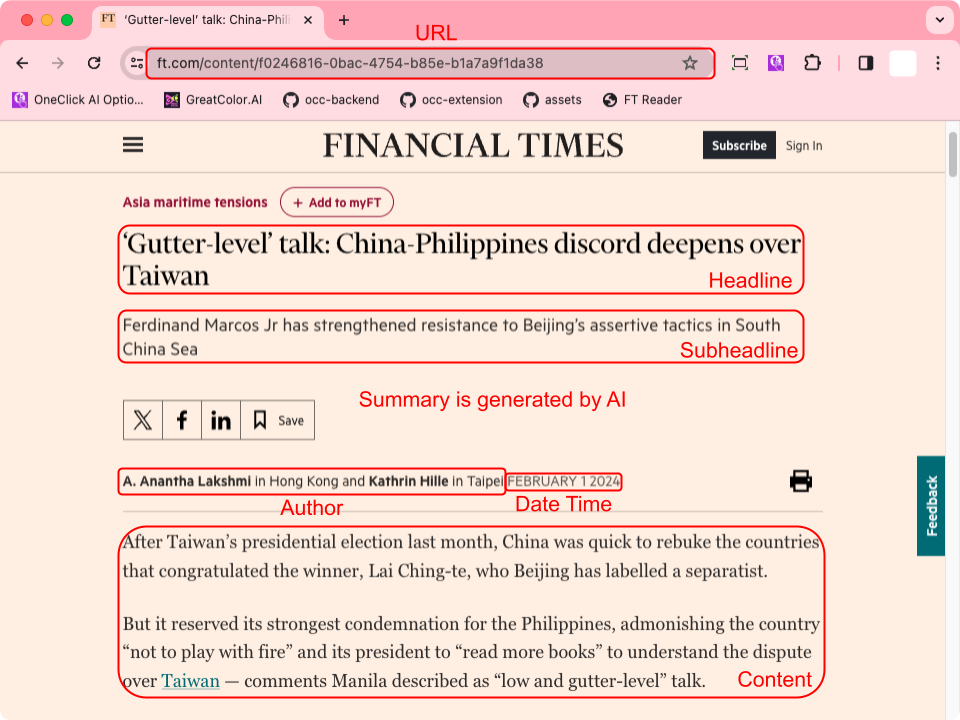 FT 'Gutter-level' talk: China-Phili
URL
ft.com/content/f0246816-0bac-4754-b85e-b1a7a9f1da38
OneClick AI Optio... GreatColor.AI occ-backend occ-extension assets FT Reader
FINANCIAL TIMES
Subscribe Sign In
Asia maritime tensions + Add to myFT
‘Gutter-level’ talk: China-Philippines discord deepens over
Taiwan
Headline
Ferdinand Marcos Jr has strengthened resistance to Beijing’s assertive tactics in South
China Sea
Subheadline
Summary is generated by AI
Save
A. Anantha Lakshmi in Hong Kong and Kathrin Hille in Taipei FEBRUARY 1 2024
Author Date Time
Feedback
After Taiwan’s presidential election last month, China was quick to rebuke the countries
that congratulated the winner, Lai Ching-te, who Beijing has labelled a separatist.
But it reserved its strongest condemnation for the Philippines, admonishing the country
“not to play with fire” and its president to “read more books” to understand the dispute
over Taiwan — comments Manila described as “low and gutter-level” talk.
Content